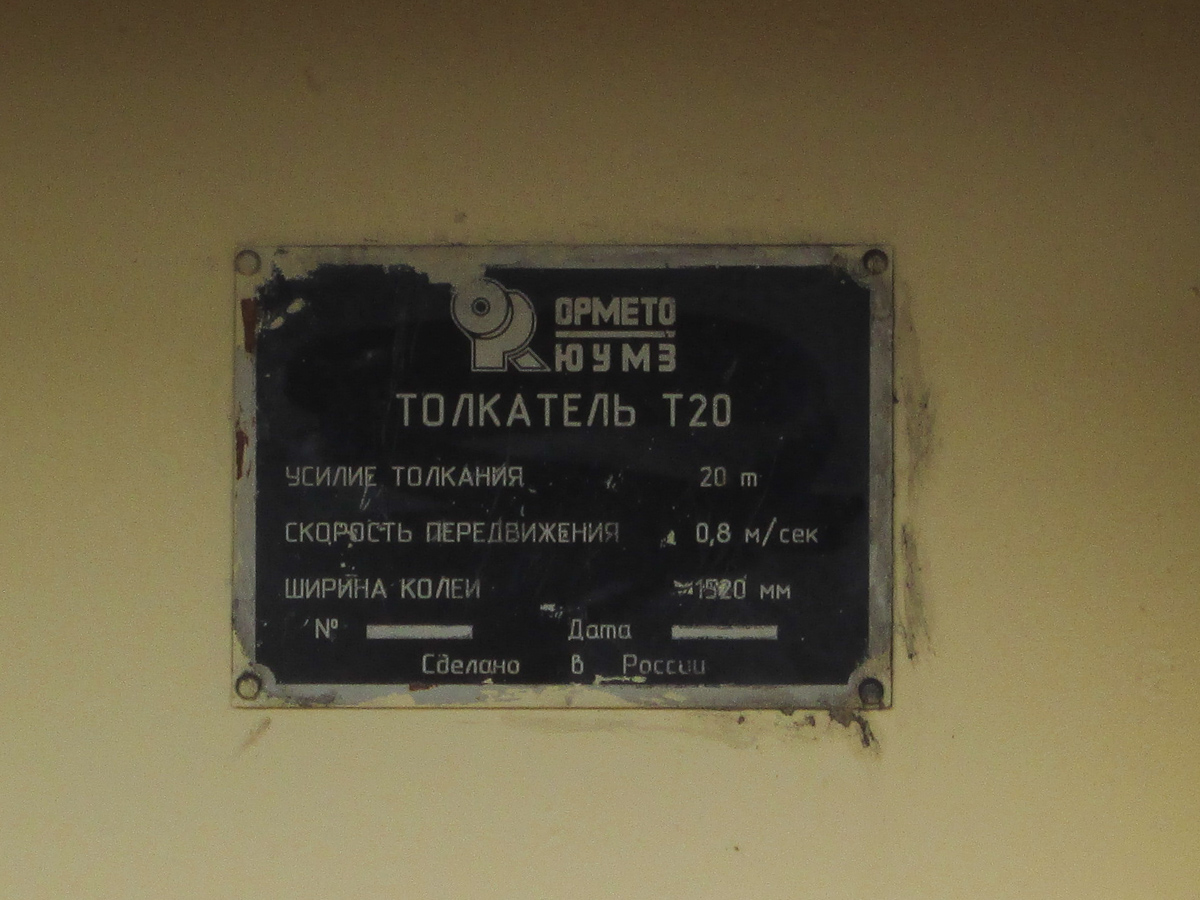 ОРМЕТО
ЮУМЗ
ТОЛКАТЕЛЬ Т20
УСИЛИЕ ТОЛКАНИЯ 20 т
СКОРОСТЬ ПЕРЕДВИЖЕНИЯ 0,8 м/сек
ШИРИНА КОЛЕИ 1520 мм
№ Дата
Сделано в России